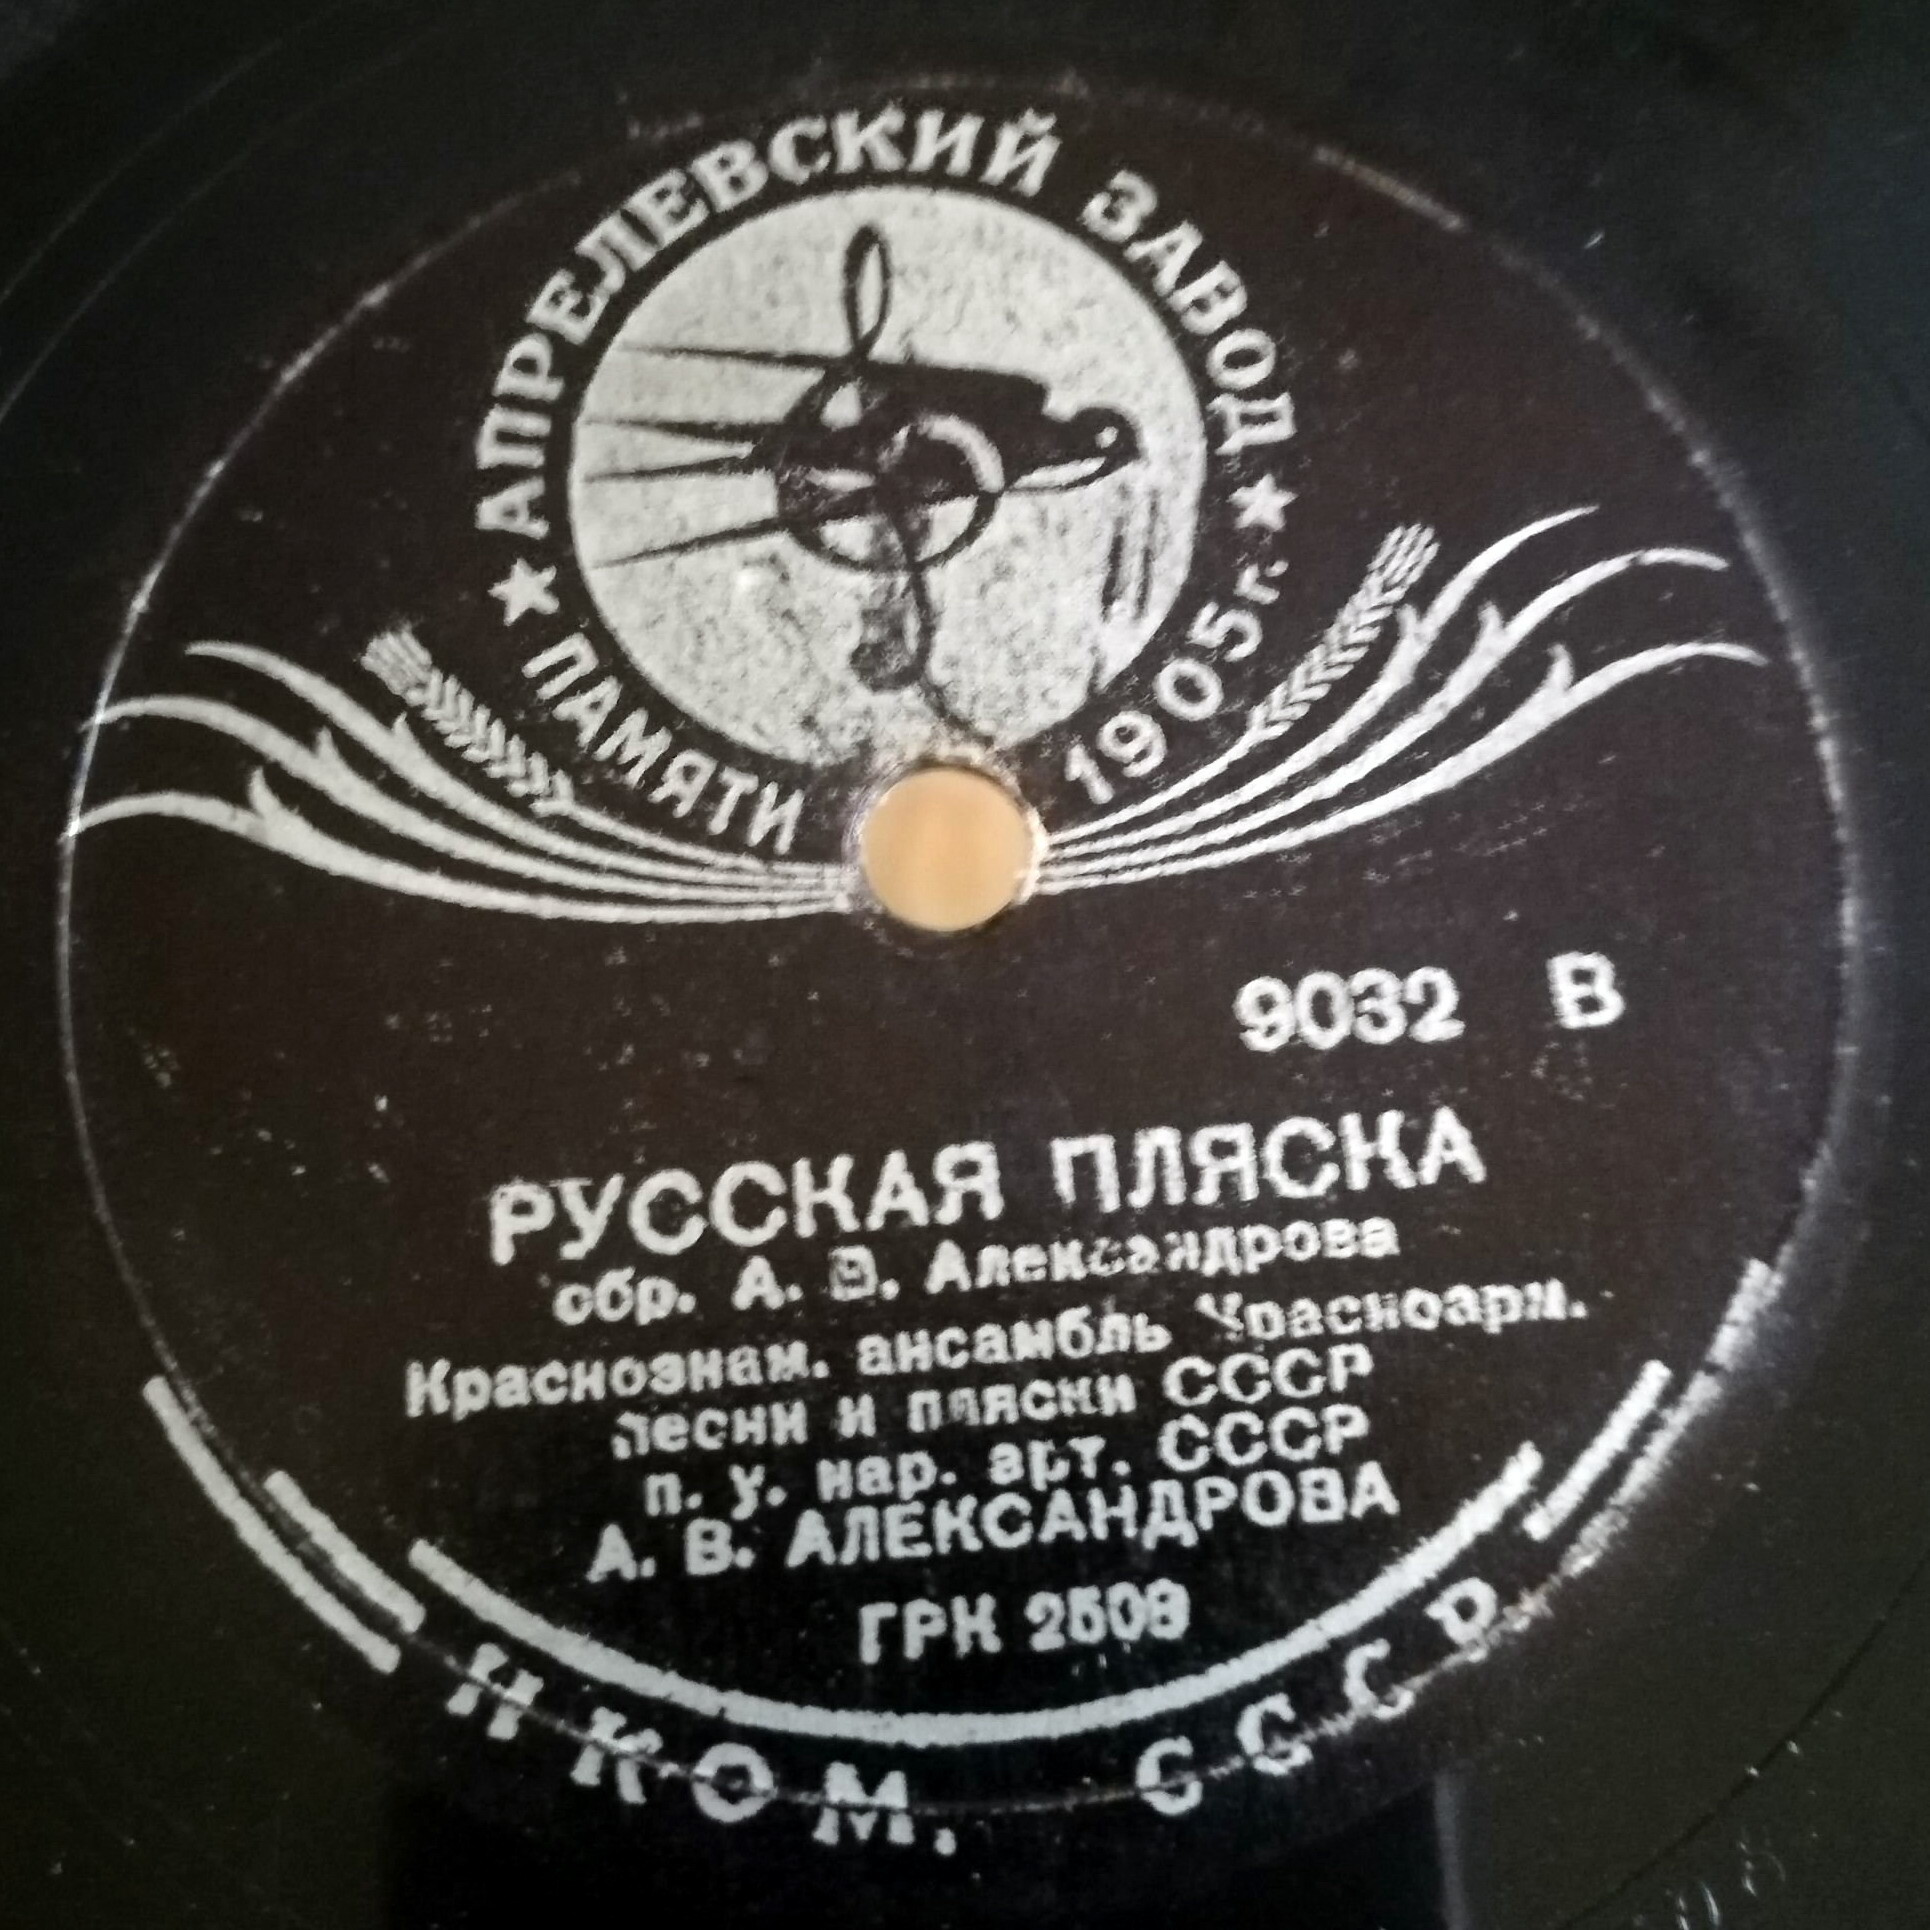 ★ АПРЕЛЕВСКИЙ ЗАВОД ★
ПАМЯТИ 1905 г.
9032 В
РУССКАЯ ПЛЯСКА
обр. А. В. Александрова
Краснознам. ансамбль Красноарм.
песни и пляски СССР
п. у. нар. арт. СССР
А. В. АЛЕКСАНДРОВА
ГРК
НКОМ. СССР